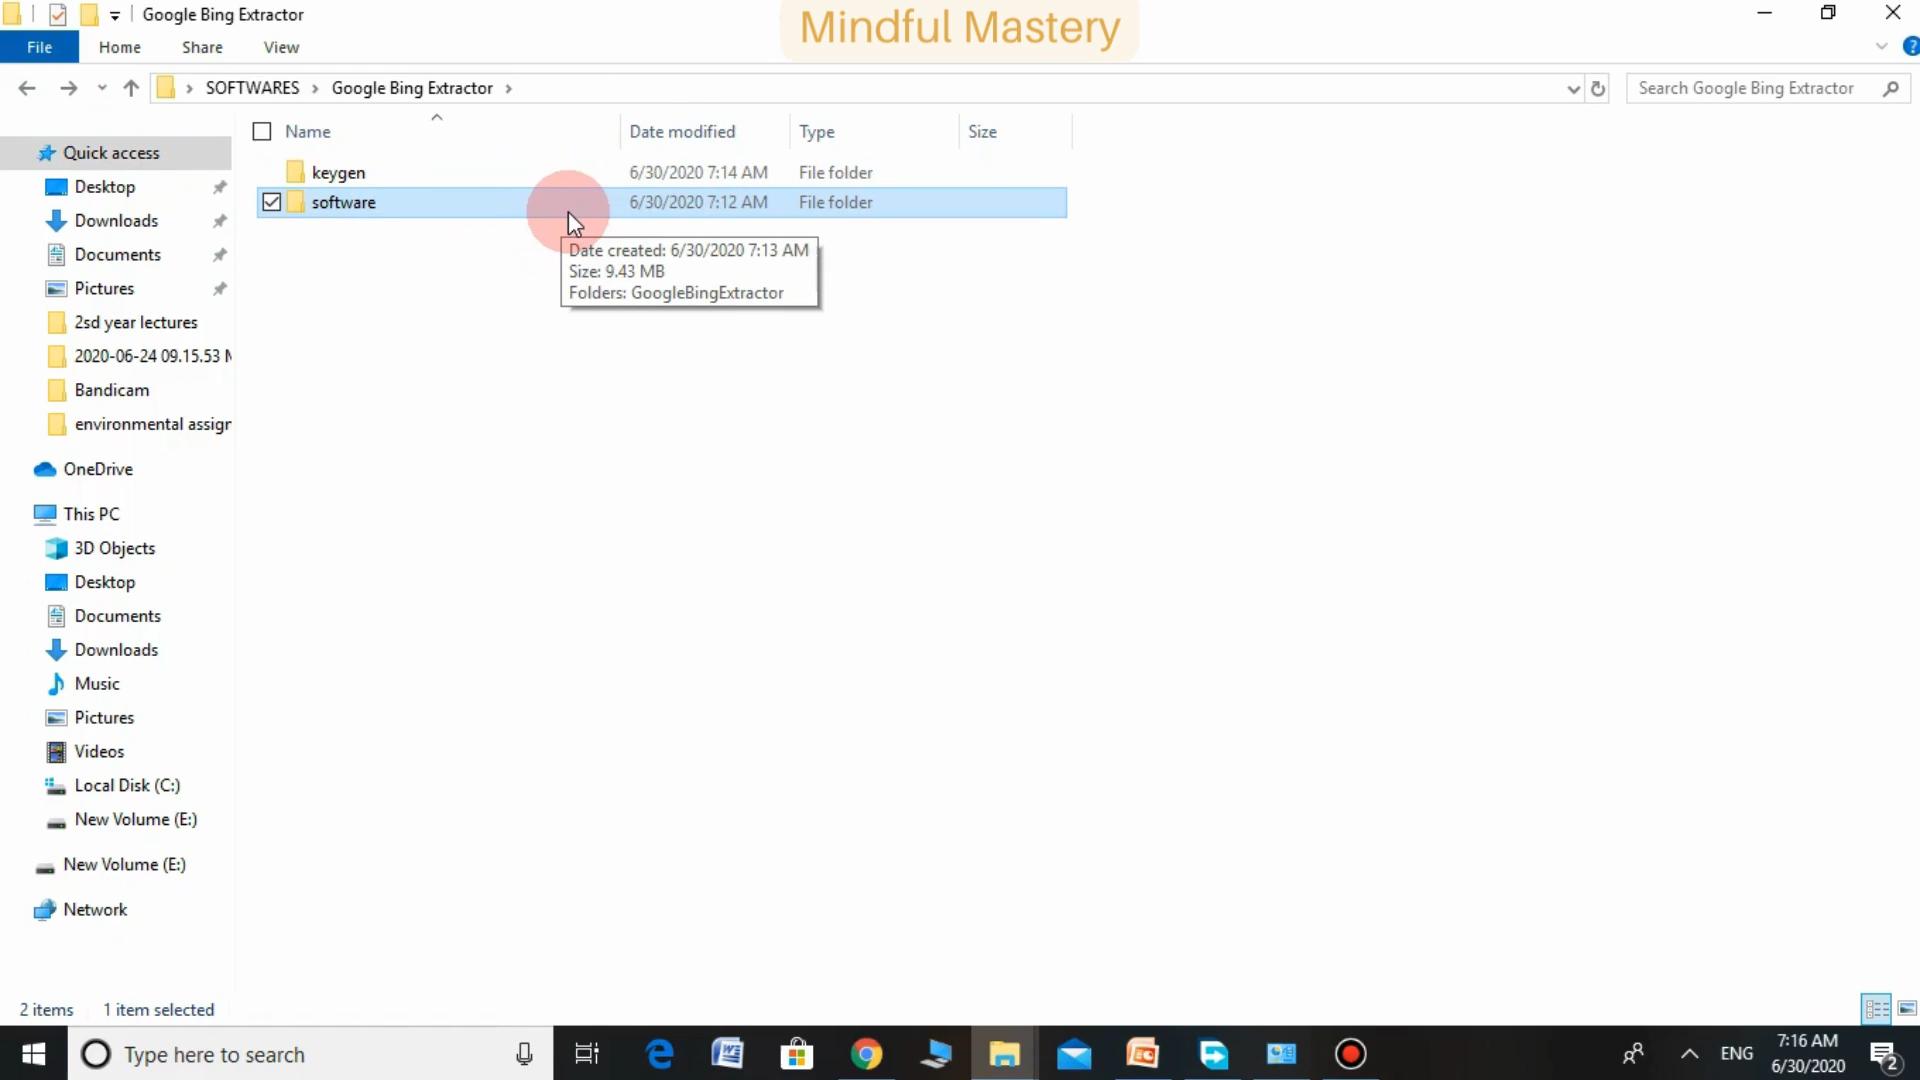 Google Bing Extractor
Mindful Mastery
File
Home
Share
View
SOFTWARES
Google Bing Extractor
Search Google Bing Extractor
Name
Date modified
Type
Size
keygen
6/30/2020 7:14 AM
File folder
software
6/30/2020 7:12 AM
File folder
Date created: 6/30/2020 7:13 AM
Size: 9.43 MB
Folders: GoogleBingExtractor
Quick access
Desktop
Downloads
Documents
Pictures
2sd year lectures
2020-06-24 09.15.53 M
Bandicam
environmental assign
OneDrive
This PC
3D Objects
Desktop
Documents
Downloads
Music
Pictures
Videos
Local Disk (C:)
New Volume (E:)
New Volume (E:)
Network
2 items
1 item selected
Type here to search
ENG
7:16 AM
6/30/2020
2